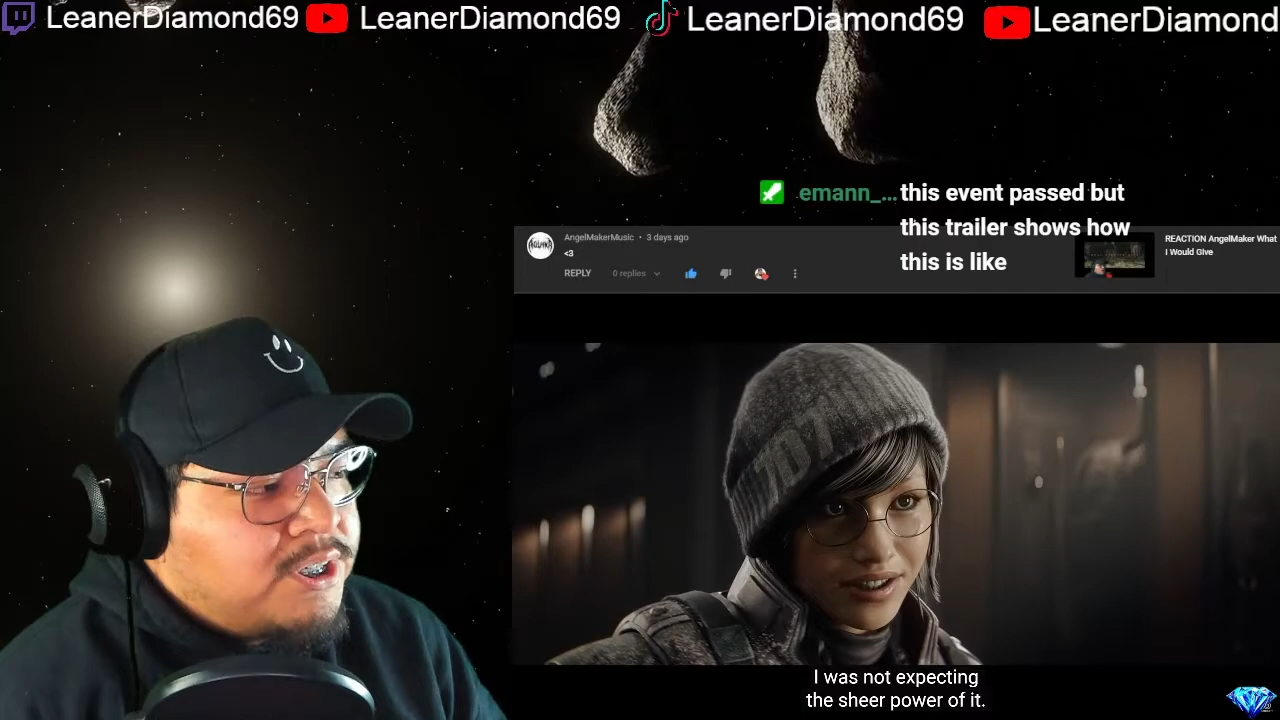 LeanerDiamond69 LeanerDiamond69 LeanerDiamond69 LeanerDiamond
emann_... this event passed but
this trailer shows how
this is like
AngelMakerMusic • 3 days ago
<3
REPLY 0 replies
REACTION AngelMaker What
I Would Give
I was not expecting
the sheer power of it.